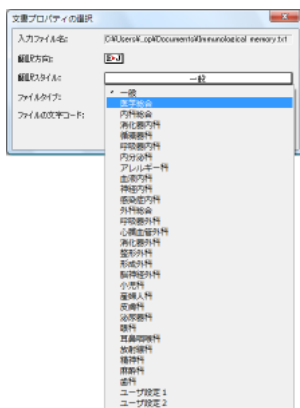 文書プロパティの選択
入力ファイル名: C:¥Users¥_op¥Documents¥Immunological memory.txt
翻訳方向: E▸J
翻訳スタイル: 一般
ファイルタイプ:
ファイルの文字コード:
一般
医学総合
内科総合
消化器内科
循環器科
呼吸器内科
内分泌科
アレルギー科
血液内科
神経内科
感染症内科
外科総合
呼吸器外科
心臓血管外科
消化器外科
整形外科
形成外科
脳神経外科
小児科
産婦人科
皮膚科
泌尿器科
眼科
耳鼻咽喉科
放射線科
精神科
麻酔科
歯科
ユーザ設定1
ユーザ設定2